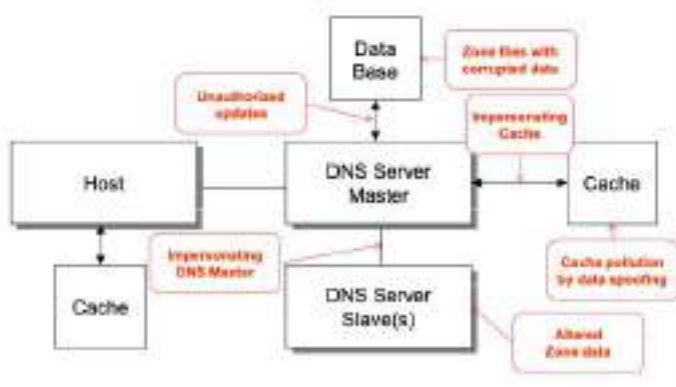 Data
Base
Zone files with
corrupted data
Unauthorized
updates
Impersonating
Cache
Host
DNS Server
Master
Cache
Impersonating
DNS Master
Cache pollution
by data spoofing
Cache
DNS Server
Slave(s)
Altered
Zone data